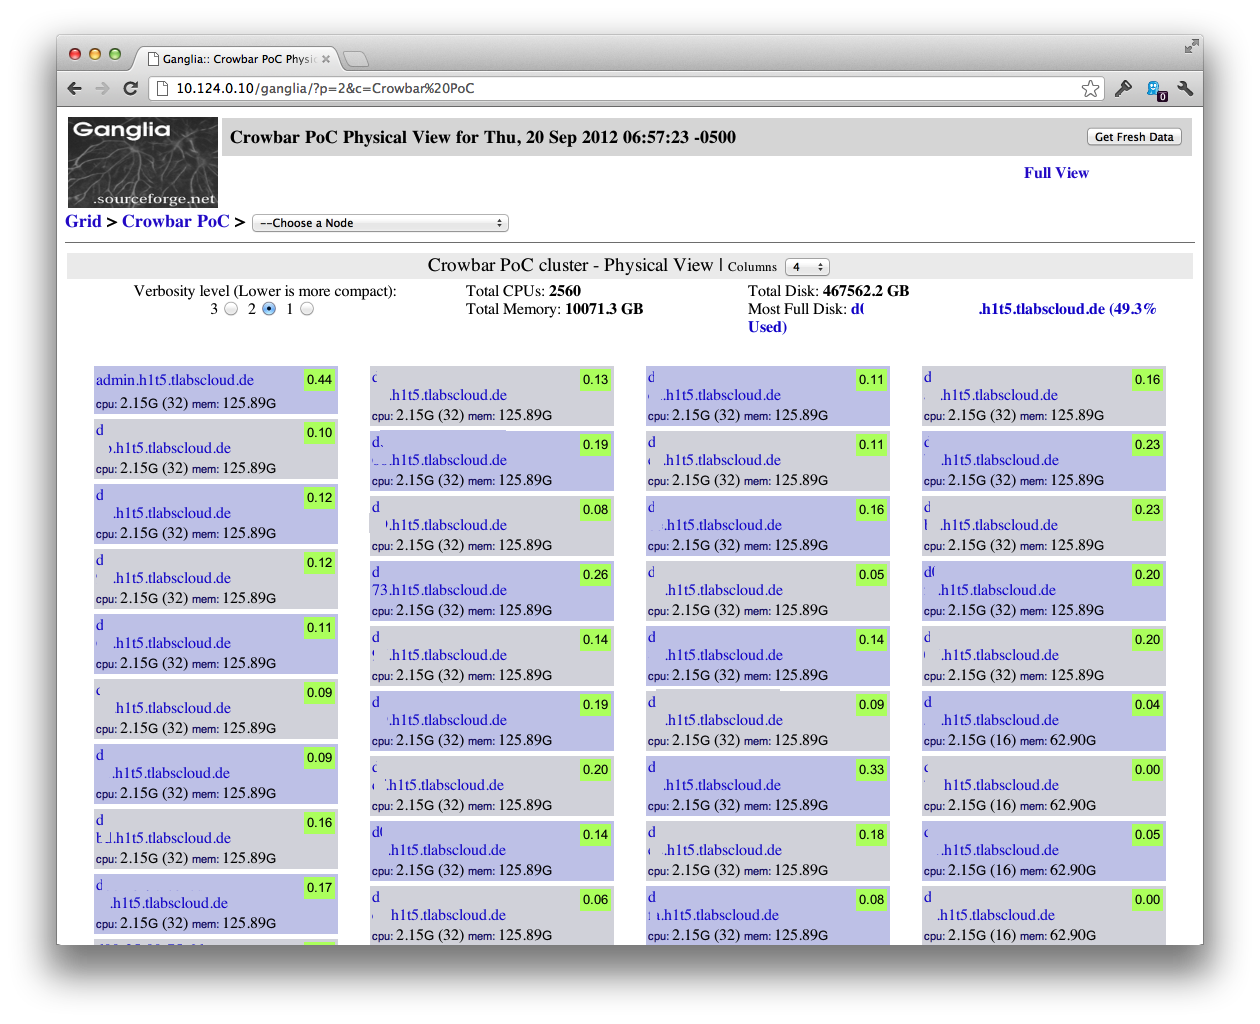 Ganglia:: Crowbar PoC Physic
10.124.0.10/ganglia/?p=2&c=Crowbar%20PoC
0
Ganglia
.sourceforge.net
Crowbar PoC Physical View for Thu, 20 Sep 2012 06:57:23 -0500
Get Fresh Data
Full View
Grid > Crowbar PoC > --Choose a Node
Crowbar PoC cluster - Physical View | Columns 4
Verbosity level (Lower is more compact):
3 2 1
Total CPUs: 2560
Total Memory: 10071.3 GB
Total Disk: 467562.2 GB
Most Full Disk: d0 .h1t5.tlabscloud.de (49.3%
Used)
admin.h1t5.tlabscloud.de 0.44
cpu: 2.15G (32) mem: 125.89G
d 0.10
.h1t5.tlabscloud.de
cpu: 2.15G (32) mem: 125.89G
d 0.12
.h1t5.tlabscloud.de
cpu: 2.15G (32) mem: 125.89G
d 0.12
.h1t5.tlabscloud.de
cpu: 2.15G (32) mem: 125.89G
d 0.11
.h1t5.tlabscloud.de
cpu: 2.15G (32) mem: 125.89G
0.09
.h1t5.tlabscloud.de
cpu: 2.15G (32) mem: 125.89G
d 0.09
.h1t5.tlabscloud.de
cpu: 2.15G (32) mem: 125.89G
d 0.16
.h1t5.tlabscloud.de
cpu: 2.15G (32) mem: 125.89G
d 0.17
.h1t5.tlabscloud.de
cpu: 2.15G (32) mem: 125.89G
d 0.13
.h1t5.tlabscloud.de
cpu: 2.15G (32) mem: 125.89G
d 0.19
.h1t5.tlabscloud.de
cpu: 2.15G (32) mem: 125.89G
d 0.08
.h1t5.tlabscloud.de
cpu: 2.15G (32) mem: 125.89G
d 0.26
73.h1t5.tlabscloud.de
cpu: 2.15G (32) mem: 125.89G
d 0.14
.h1t5.tlabscloud.de
cpu: 2.15G (32) mem: 125.89G
d 0.19
.h1t5.tlabscloud.de
cpu: 2.15G (32) mem: 125.89G
0.20
.h1t5.tlabscloud.de
cpu: 2.15G (32) mem: 125.89G
d 0.14
.h1t5.tlabscloud.de
cpu: 2.15G (32) mem: 125.89G
d 0.06
h1t5.tlabscloud.de
cpu: 2.15G (32) mem: 125.89G
d 0.11
.h1t5.tlabscloud.de
cpu: 2.15G (32) mem: 125.89G
d 0.11
.h1t5.tlabscloud.de
cpu: 2.15G (32) mem: 125.89G
d 0.16
.h1t5.tlabscloud.de
cpu: 2.15G (32) mem: 125.89G
d 0.05
.h1t5.tlabscloud.de
cpu: 2.15G (32) mem: 125.89G
d 0.14
.h1t5.tlabscloud.de
cpu: 2.15G (32) mem: 125.89G
d 0.09
.h1t5.tlabscloud.de
cpu: 2.15G (32) mem: 125.89G
d 0.33
.h1t5.tlabscloud.de
cpu: 2.15G (32) mem: 125.89G
d 0.18
.h1t5.tlabscloud.de
cpu: 2.15G (32) mem: 125.89G
d 0.08
.h1t5.tlabscloud.de
cpu: 2.15G (32) mem: 125.89G
d 0.16
.h1t5.tlabscloud.de
cpu: 2.15G (32) mem: 125.89G
0.23
.h1t5.tlabscloud.de
cpu: 2.15G (32) mem: 125.89G
d 0.23
.h1t5.tlabscloud.de
cpu: 2.15G (32) mem: 125.89G
d 0.20
.h1t5.tlabscloud.de
cpu: 2.15G (32) mem: 125.89G
d 0.20
.h1t5.tlabscloud.de
cpu: 2.15G (32) mem: 125.89G
d 0.04
.h1t5.tlabscloud.de
cpu: 2.15G (16) mem: 62.90G
0.00
.h1t5.tlabscloud.de
cpu: 2.15G (16) mem: 62.90G
0.05
.h1t5.tlabscloud.de
cpu: 2.15G (16) mem: 62.90G
d 0.00
.h1t5.tlabscloud.de
cpu: 2.15G (16) mem: 62.90G